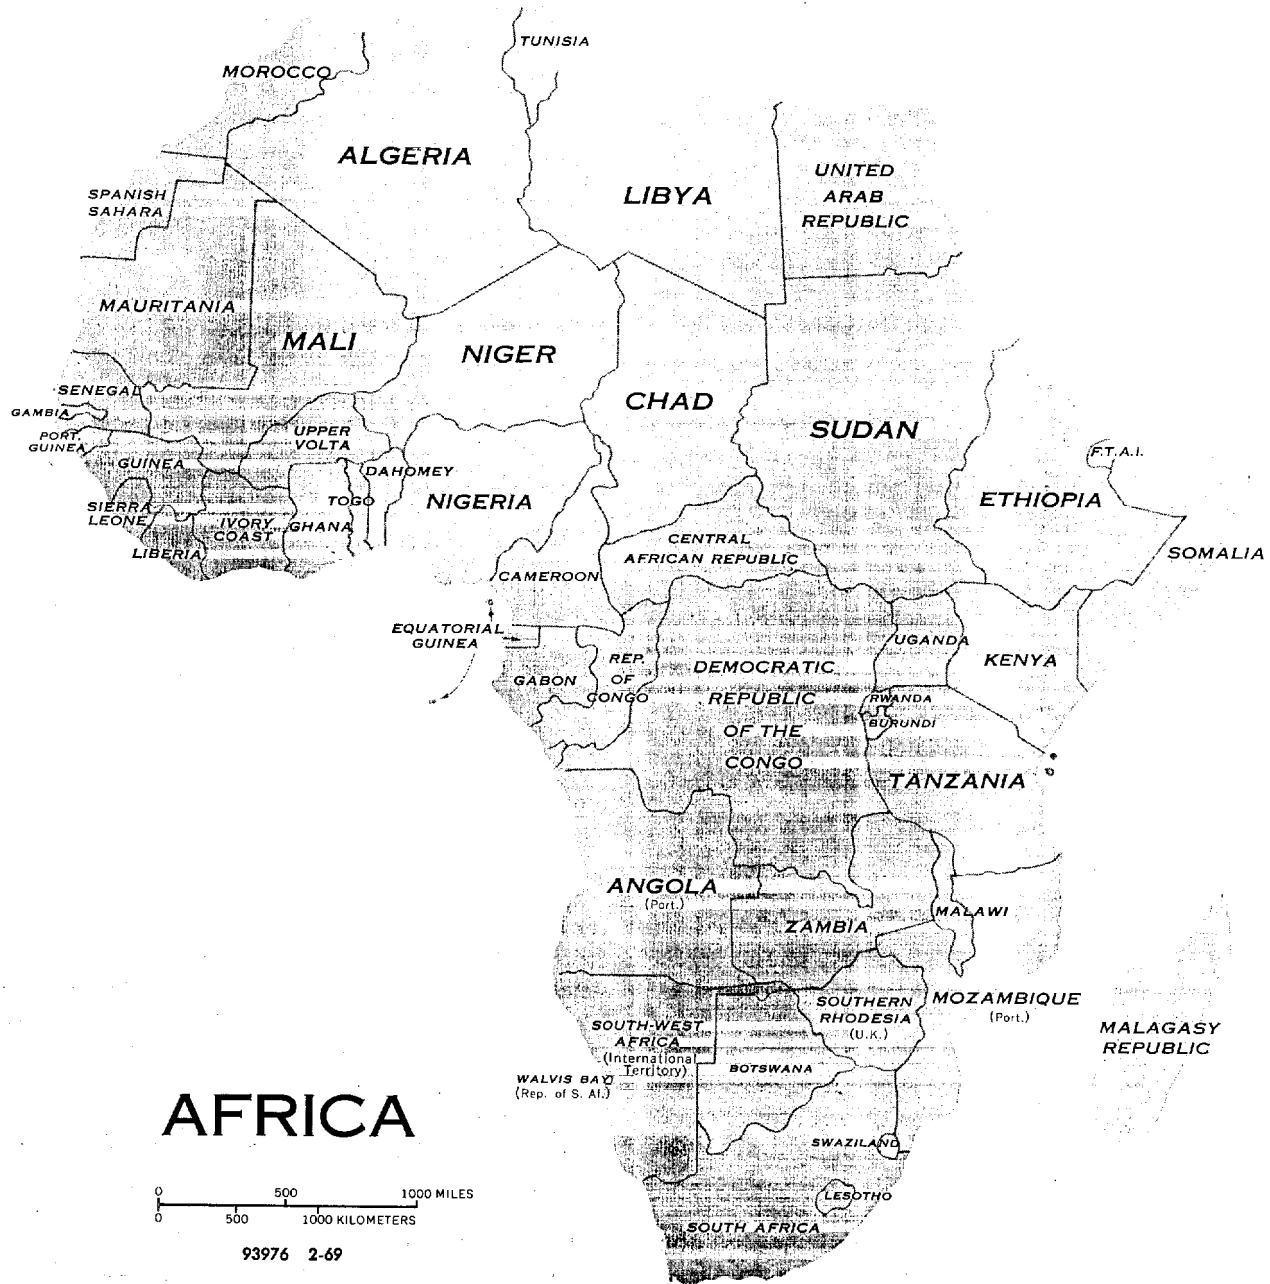 TUNISIA
MOROCCO
ALGERIA
LIBYA
UNITED
ARAB
REPUBLIC
SPANISH
SAHARA
MAURITANIA
MALI
NIGER
CHAD
SUDAN
SENEGAL
GAMBIA
PORT.
GUINEA
GUINEA
UPPER
VOLTA
DAHOMEY
NIGERIA
TOGO
F.T.A.I.
ETHIOPIA
SOMALIA
SIERRA
LEONE
IVORY
COAST
GHANA
LIBERIA
CENTRAL
AFRICAN REPUBLIC
CAMEROON
EQUATORIAL
GUINEA
GABON
REP.
OF
CONGO
DEMOCRATIC
REPUBLIC
OF THE
CONGO
UGANDA
KENYA
RWANDA
BURUNDI
TANZANIA
ANGOLA
(Port.)
ZAMBIA
MALAWI
SOUTHERN
RHODESIA
(U.K.)
MOZAMBIQUE
(Port.)
MALAGASY
REPUBLIC
SOUTH-WEST
AFRICA
(International
Territory)
WALVIS BAY
(Rep. of S. Af.)
BOTSWANA
SWAZILAND
LESOTHO
SOUTH AFRICA
AFRICA
0 500 1000 MILES
0 500 1000 KILOMETERS
93976 2-69